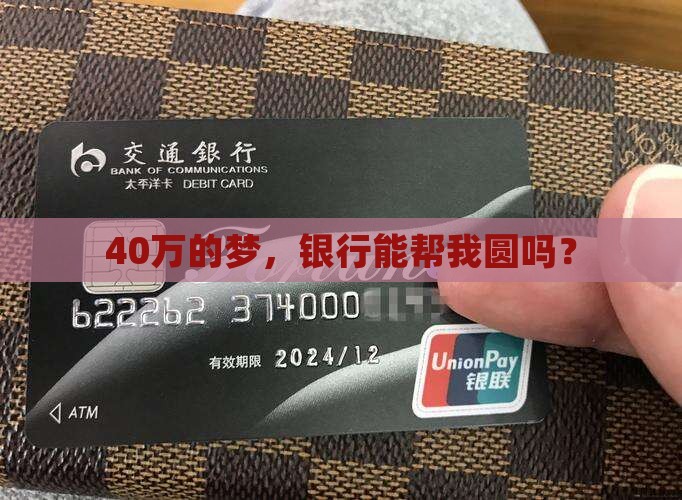 交通銀行
BANK OF COMMUNICATIONS
太平洋卡 DEBIT CARD
40万的梦，银行能帮我圆吗？
622262 374000
有效期限 2024/12
UnionPay
银联
ATM